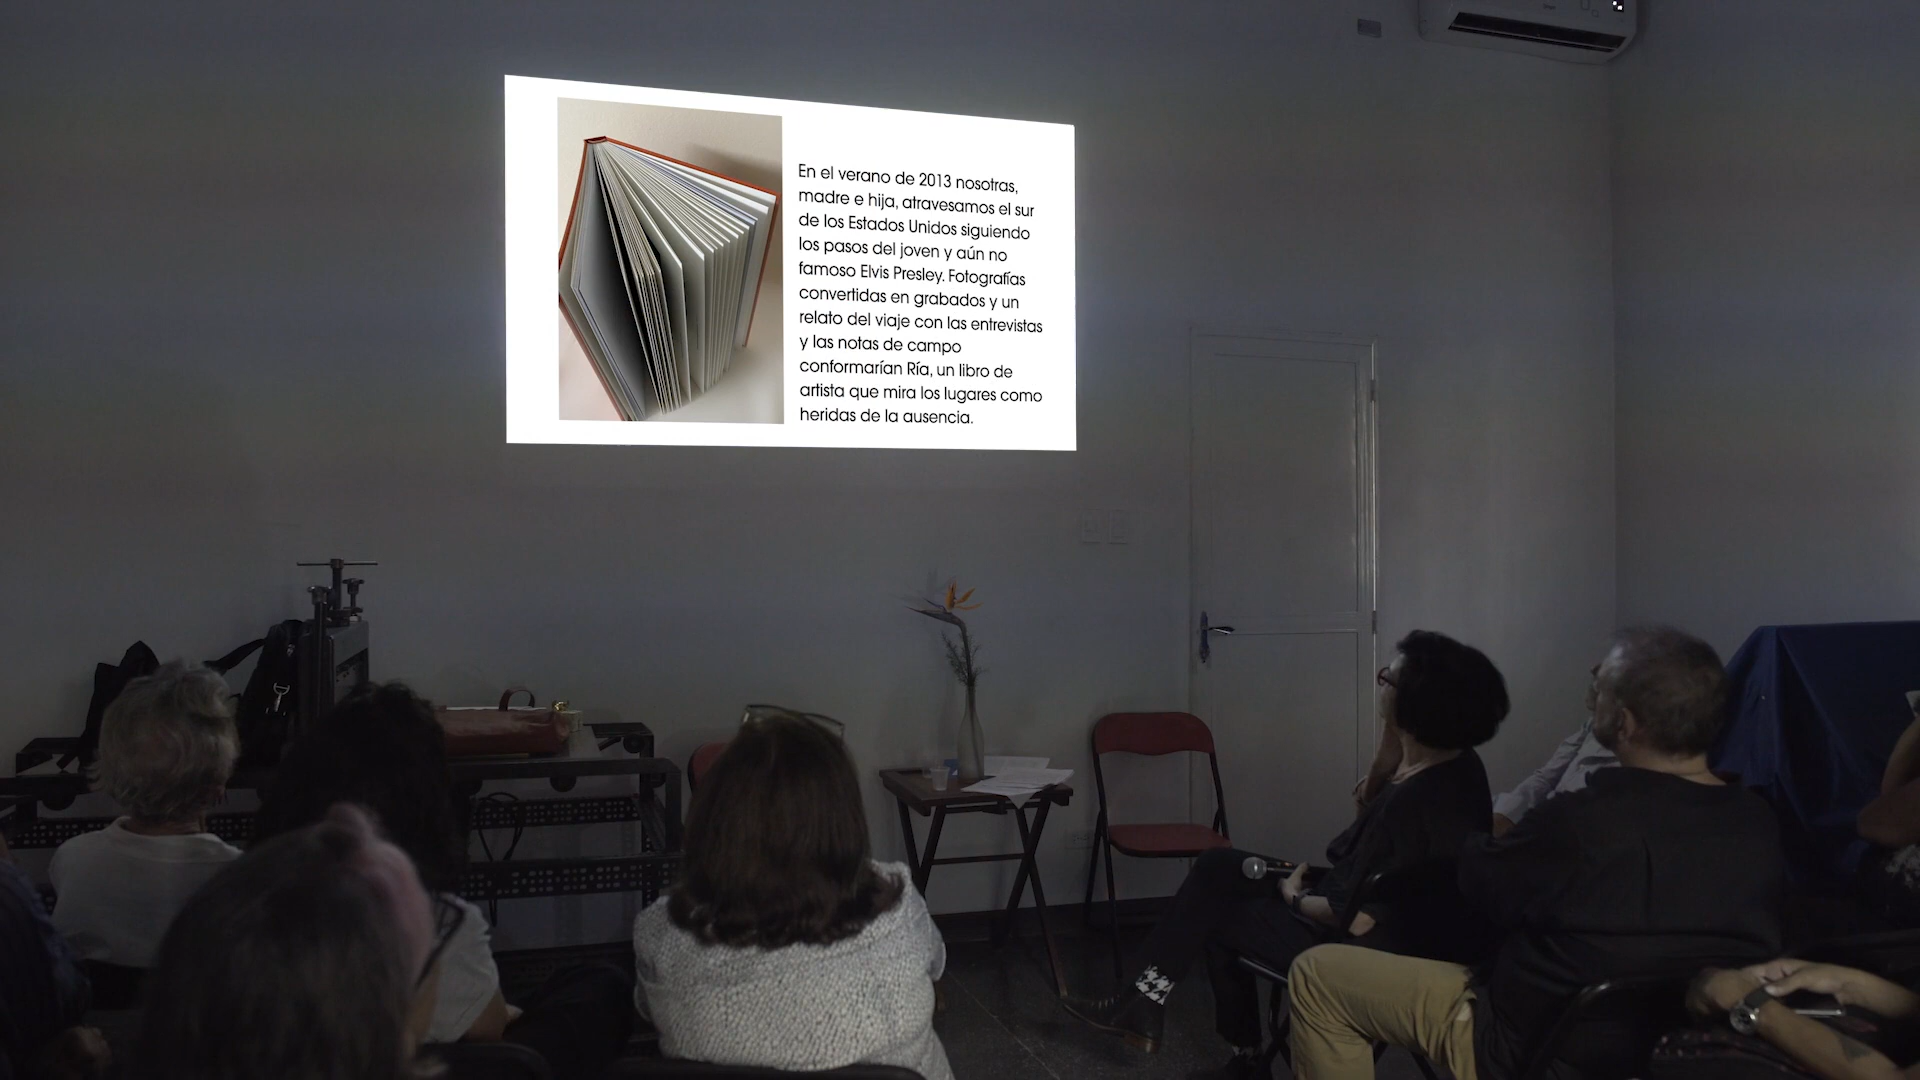 En el verano de 2013 nosotras,
madre e hija, atravesamos el sur
de los Estados Unidos siguiendo
los pasos del joven y aún no
famoso Elvis Presley. Fotografías
convertidas en grabados y un
relato del viaje con las entrevistas
y las notas de campo
conformarían Ría, un libro de
artista que mira los lugares como
heridas de la ausencia.